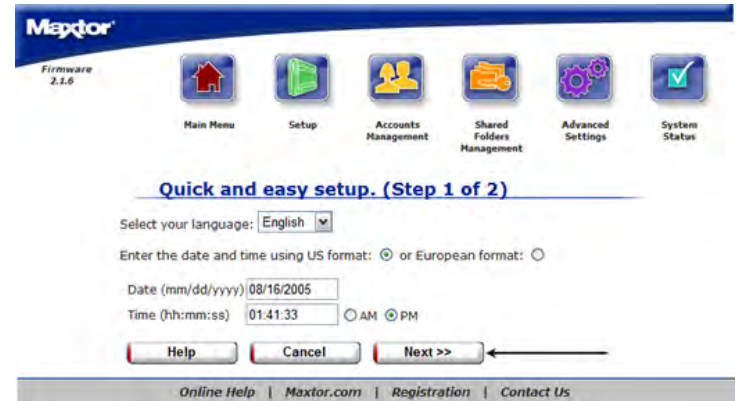 Maxtor
Firmware
2.1.6
Main Menu
Setup
Accounts
Management
Shared
Folders
Management
Advanced
Settings
System
Status
Quick and easy setup. (Step 1 of 2)
Select your language: English
Enter the date and time using US format: or European format:
Date (mm/dd/yyyy) 08/16/2005
Time (hh:mm:ss) 01:41:33 AM PM
Help Cancel Next >>
Online Help | Maxtor.com | Registration | Contact Us